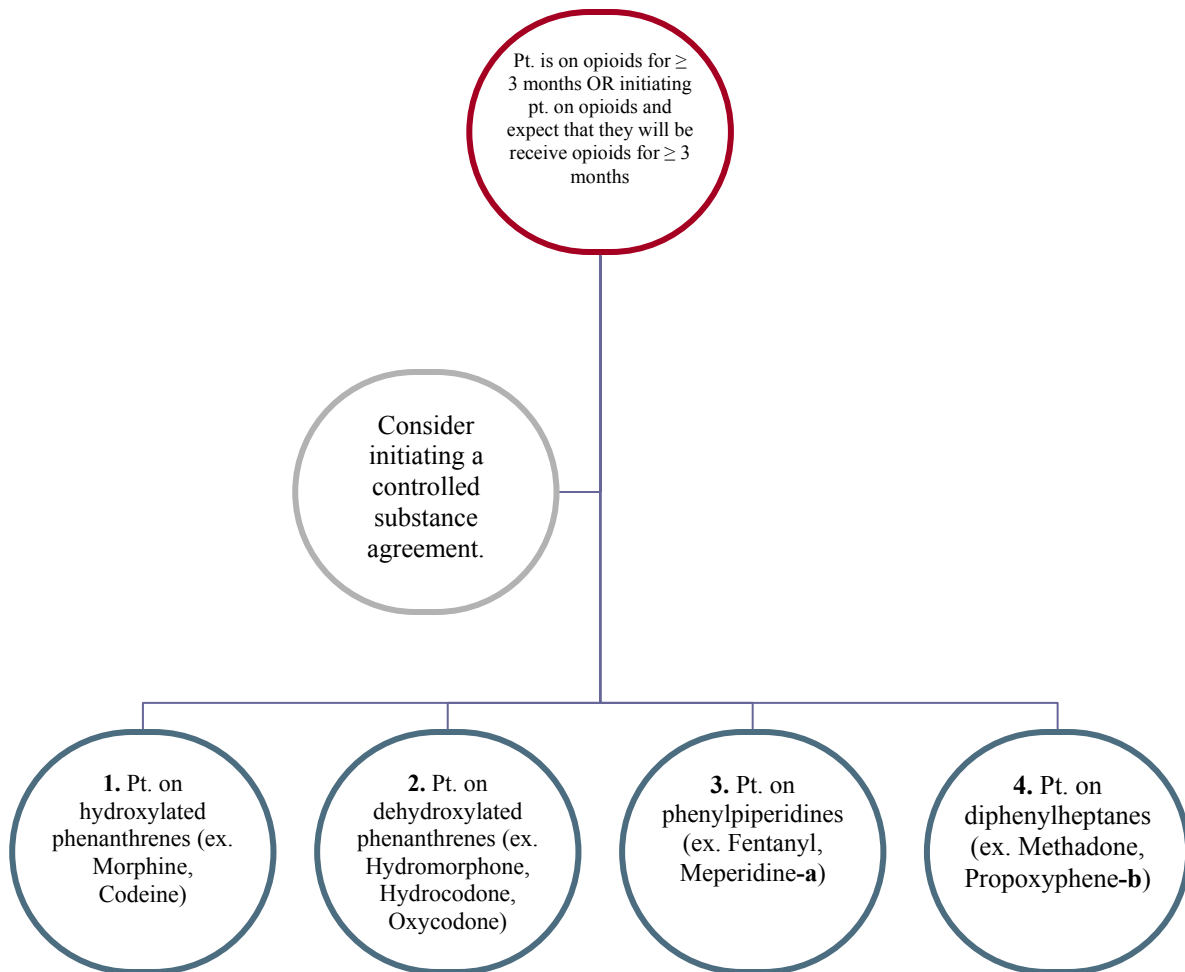 Pt. is on opioids for ≥
3 months OR initiating
pt. on opioids and
expect that they will be
receive opioids for ≥ 3
months
Consider
initiating a
controlled
substance
agreement.
1. Pt. on
hydroxylated
phenanthrenes (ex.
Morphine,
Codeine)
2. Pt. on
dehydroxylated
phenanthrenes (ex.
Hydromorphone,
Hydrocodone,
Oxycodone)
3. Pt. on
phenylpiperidines
(ex. Fentanyl,
Meperidine-a)
4. Pt. on
diphenylheptanes
(ex. Methadone,
Propoxyphene-b)